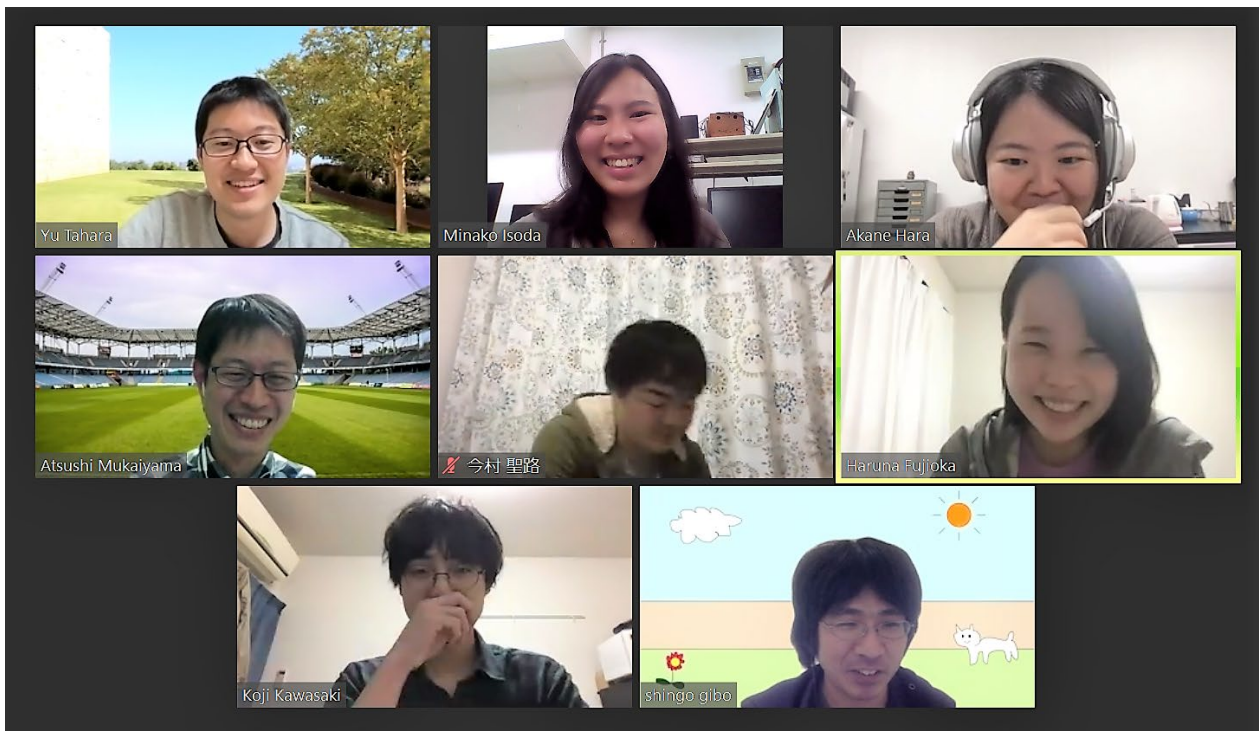 Yu Tahara
Minako Isoda
Akane Hara
Atsushi Mukaiyama
今村 聖路
Haruna Fujioka
Koji Kawasaki
shingo gibo